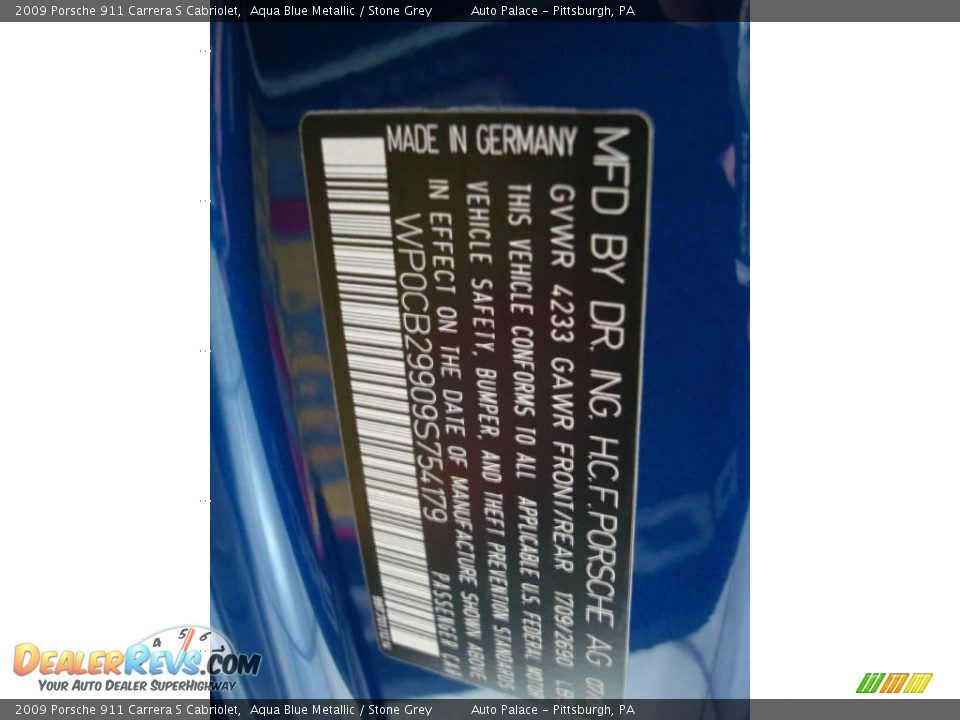 2009 Porsche 911 Carrera S Cabriolet, Aqua Blue Metallic / Stone Grey Auto Palace - Pittsburgh, PA
MFD BY DR. ING. H.C.F. PORSCHE AG
GVWR 4233 GAWR FRONT/REAR 1709/2650
THIS VEHICLE CONFORMS TO ALL APPLICABLE U.S. FEDERAL MOTOR
VEHICLE SAFETY, BUMPER, AND THEFT PREVENTION STANDARDS
IN EFFECT ON THE DATE OF MANUFACTURE SHOWN ABOVE
WP0CB29909S754179 PASSENGER CAR
MADE IN GERMANY
DEALERREVS.COM
YOUR AUTO DEALER SUPERHIGHWAY
4 5 6
2009 Porsche 911 Carrera S Cabriolet, Aqua Blue Metallic / Stone Grey Auto Palace - Pittsburgh, PA